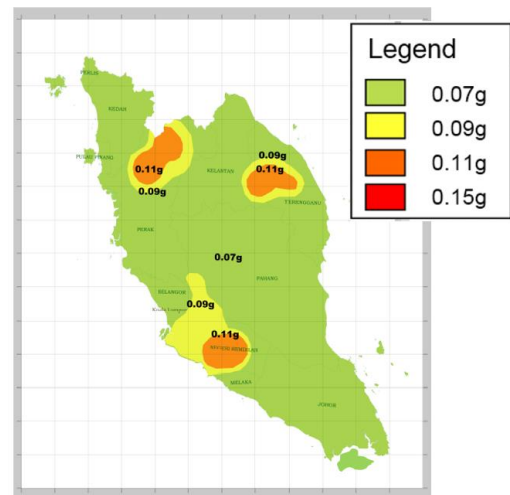 Legend
0.07g
0.09g
0.11g
0.15g
PERLIS
KEDAH
PULAU PINANG
0.11g
0.09g
KELANTAN
0.09g
0.11g
TERENGGANU
PERAK
0.07g
PAHANG
SELANGOR
0.09g
0.11g
NEGERI SEMBILAN
MELAKA
JOHOR